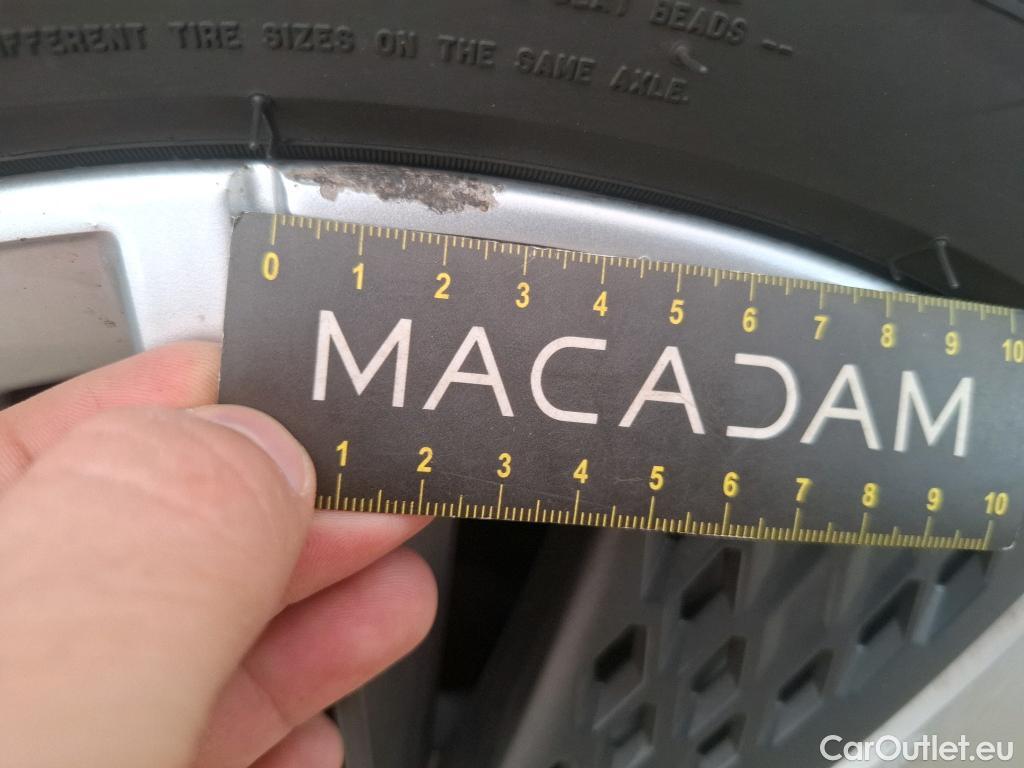 BEADS --
DIFFERENT TIRE SIZES ON THE SAME AXLE.
0 1 2 3 4 5 6 7 8 9 10
MACADAM
1 2 3 4 5 6 7 8 9 10
CarOutlet.eu